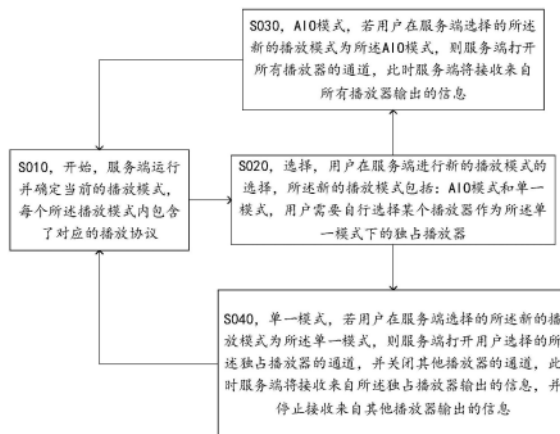 S030, AIO模式, 若用户在服务端选择的所述
新的播放模式为所述AIO模式, 则服务端打开
所有播放器的通道, 此时服务端将接收来自
所有播放器输出的信息
S010, 开始, 服务端运行
并确定当前的播放模式,
每个所述播放模式内包含
了对应的播放协议
S020, 选择, 用户在服务端进行新的播放模式的
选择, 所述新的播放模式包括: AIO模式和单一
模式, 用户需要自行选择某个播放器作为所述单
一模式下的独占播放器
S040, 单一模式, 若用户在服务端选择的所述新的播
放模式为所述单一模式, 则服务端打开用户选择的所
述独占播放器的通道, 并关闭其他播放器的通道, 此
时服务端将接收来自所述独占播放器输出的信息, 并
停止接收来自其他播放器输出的信息